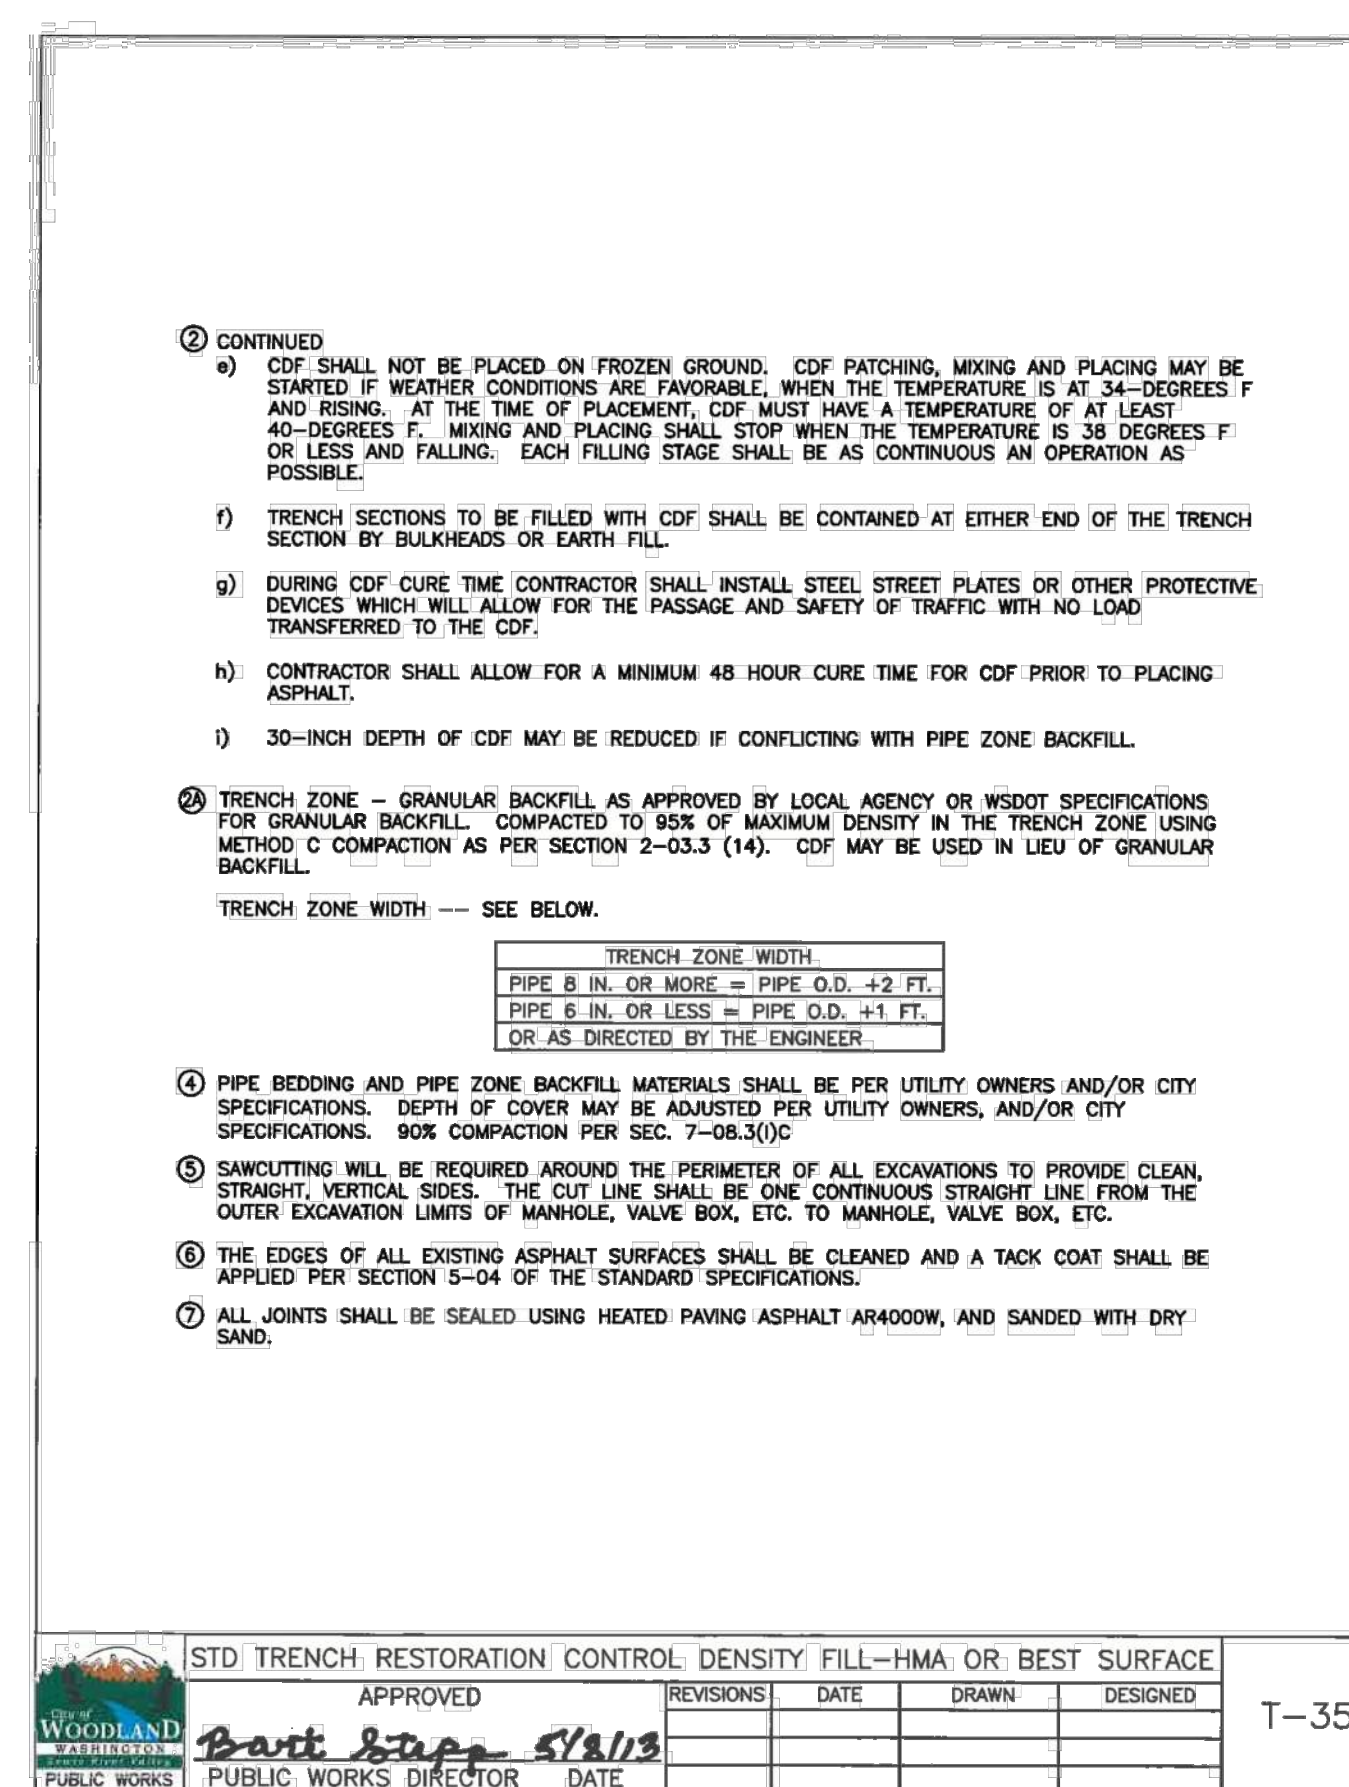 ② CONTINUED
e) CDF SHALL NOT BE PLACED ON FROZEN GROUND. CDF PATCHING, MIXING AND PLACING MAY BE
STARTED IF WEATHER CONDITIONS ARE FAVORABLE, WHEN THE TEMPERATURE IS AT 34-DEGREES F
AND RISING. AT THE TIME OF PLACEMENT, CDF MUST HAVE A TEMPERATURE OF AT LEAST
40-DEGREES F. MIXING AND PLACING SHALL STOP WHEN THE TEMPERATURE IS 38 DEGREES F
OR LESS AND FALLING. EACH FILLING STAGE SHALL BE AS CONTINUOUS AN OPERATION AS
POSSIBLE.
f) TRENCH SECTIONS TO BE FILLED WITH CDF SHALL BE CONTAINED AT EITHER END OF THE TRENCH
SECTION BY BULKHEADS OR EARTH FILL.
g) DURING CDF CURE TIME CONTRACTOR SHALL INSTALL STEEL STREET PLATES OR OTHER PROTECTIVE
DEVICES WHICH WILL ALLOW FOR THE PASSAGE AND SAFETY OF TRAFFIC WITH NO LOAD
TRANSFERRED TO THE CDF.
h) CONTRACTOR SHALL ALLOW FOR A MINIMUM 48 HOUR CURE TIME FOR CDF PRIOR TO PLACING
ASPHALT.
i) 30-INCH DEPTH OF CDF MAY BE REDUCED IF CONFLICTING WITH PIPE ZONE BACKFILL.
2A TRENCH ZONE - GRANULAR BACKFILL AS APPROVED BY LOCAL AGENCY OR WSDOT SPECIFICATIONS
FOR GRANULAR BACKFILL. COMPACTED TO 95% OF MAXIMUM DENSITY IN THE TRENCH ZONE USING
METHOD C COMPACTION AS PER SECTION 2-03.3 (14). CDF MAY BE USED IN LIEU OF GRANULAR
BACKFILL.
TRENCH ZONE WIDTH -- SEE BELOW.
TRENCH ZONE WIDTH
PIPE 8 IN. OR MORE = PIPE O.D. +2 FT.
PIPE 6 IN. OR LESS = PIPE O.D. +1 FT.
OR AS DIRECTED BY THE ENGINEER
④ PIPE BEDDING AND PIPE ZONE BACKFILL MATERIALS SHALL BE PER UTILITY OWNERS AND/OR CITY
SPECIFICATIONS. DEPTH OF COVER MAY BE ADJUSTED PER UTILITY OWNERS, AND/OR CITY
SPECIFICATIONS. 90% COMPACTION PER SEC. 7-08.3(I)C
⑤ SAWCUTTING WILL BE REQUIRED AROUND THE PERIMETER OF ALL EXCAVATIONS TO PROVIDE CLEAN,
STRAIGHT, VERTICAL SIDES. THE CUT LINE SHALL BE ONE CONTINUOUS STRAIGHT LINE FROM THE
OUTER EXCAVATION LIMITS OF MANHOLE, VALVE BOX, ETC. TO MANHOLE, VALVE BOX, ETC.
⑥ THE EDGES OF ALL EXISTING ASPHALT SURFACES SHALL BE CLEANED AND A TACK COAT SHALL BE
APPLIED PER SECTION 5-04 OF THE STANDARD SPECIFICATIONS.
⑦ ALL JOINTS SHALL BE SEALED USING HEATED PAVING ASPHALT AR4000W, AND SANDED WITH DRY
SAND.
STD TRENCH RESTORATION CONTROL DENSITY FILL-HMA OR BEST SURFACE
APPROVED
REVISIONS DATE DRAWN DESIGNED
T-35
City of
WOODLAND
WASHINGTON
PUBLIC WORKS
Bart Stepp 5/8/13
PUBLIC WORKS DIRECTOR DATE